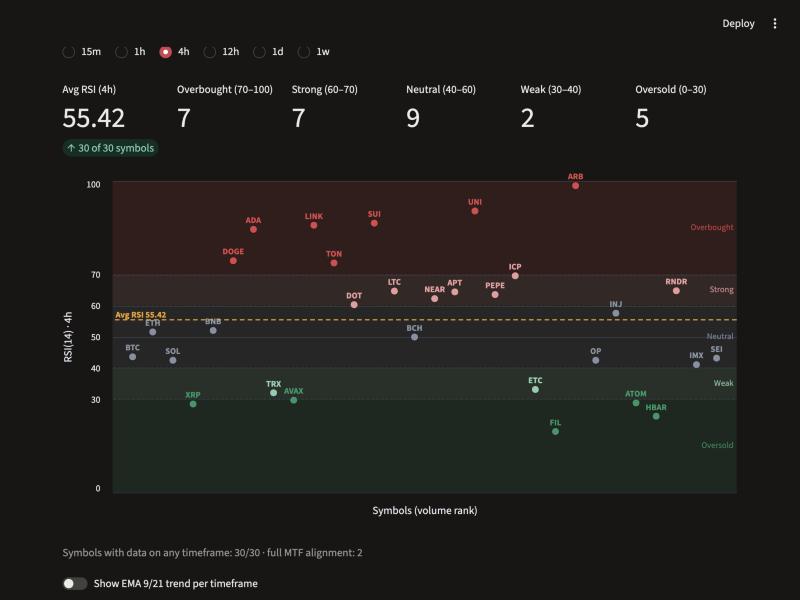 Deploy
15m 1h 4h 12h 1d 1w
Avg RSI (4h) Overbought (70–100) Strong (60–70) Neutral (40–60) Weak (30–40) Oversold (0–30)
55.42 7 7 9 2 5
↑ 30 of 30 symbols
100
ARB
UNI
ADA LINK SUI
Overbought
DOGE TON
70
ICP
LTC NEAR APT PEPE RNDR
DOT
Strong
60
INJ
Avg RSI 55.42
ETH BNB
50
BCH
Neutral
BTC SOL OP IMX SEI
40
TRX ETC
Weak
XRP AVAX ATOM
30
HBAR
FIL
Oversold
0
RSI(14) · 4h
Symbols (volume rank)
Symbols with data on any timeframe: 30/30 · full MTF alignment: 2
Show EMA 9/21 trend per timeframe